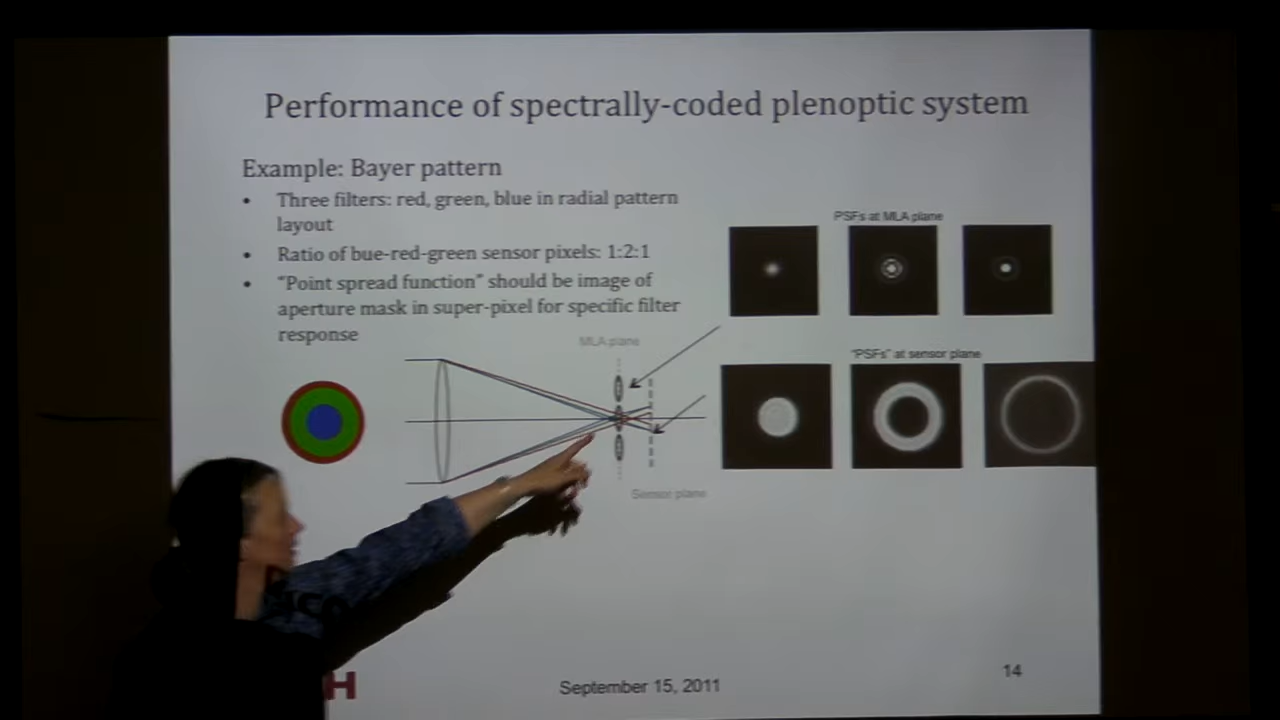 Performance of spectrally-coded plenoptic system
Example: Bayer pattern
• Three filters: red, green, blue in radial pattern
layout
• Ratio of bue-red-green sensor pixels: 1:2:1
• "Point spread function" should be image of
aperture mask in super-pixel for specific filter
response
PSFs at MLA plane
MLA plane
"PSFs" at sensor plane
Sensor plane
September 15, 2011
14